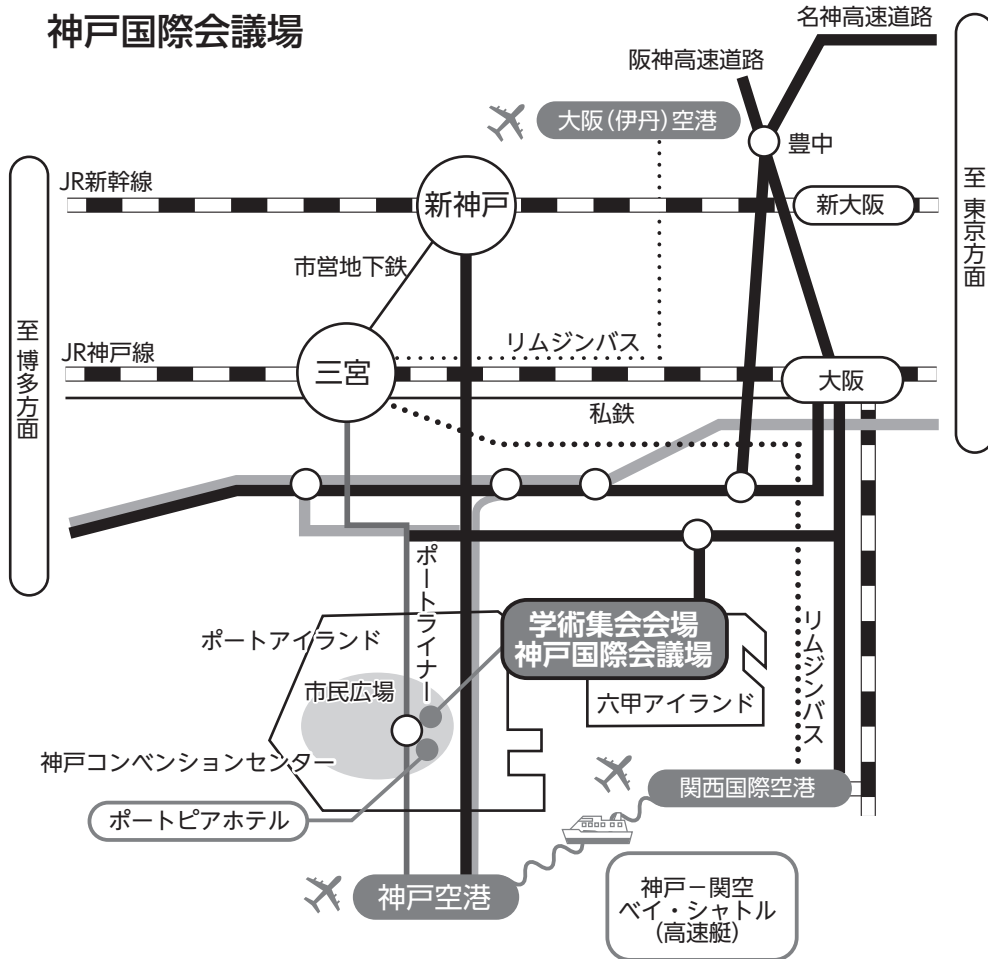 神戸国際会議場
名神高速道路
阪神高速道路
大阪(伊丹)空港
豊中
JR新幹線
新神戸
新大阪
至 東京方面
市営地下鉄
至 博多方面
JR神戸線
三宮
リムジンバス
大阪
私鉄
ポートライナー
ポートアイランド
学術集会会場
神戸国際会議場
リムジンバス
市民広場
六甲アイランド
神戸コンベンションセンター
関西国際空港
ポートピアホテル
神戸空港
神戸−関空
ベイ・シャトル
(高速艇)